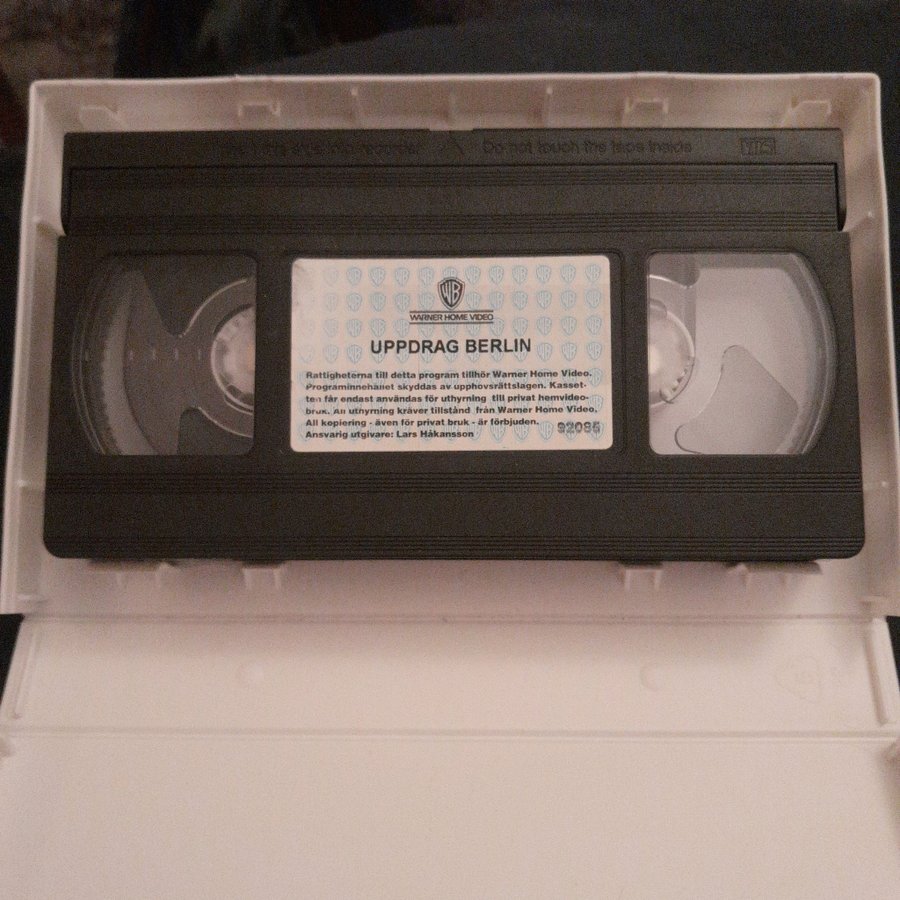 Do not touch the tape inside
VHS
WB
WARNER HOME VIDEO
UPPDRAG BERLIN
Rättigheterna till detta program tillhör Warner Home Video.
Programinnehållet skyddas av upphovsrättslagen. Kasset-
ten får endast användas för uthyrning till privat hemvideo-
bruk. All uthyrning kräver tillstånd från Warner Home Video.
All kopiering - även för privat bruk - är förbjuden.
Ansvarig utgivare: Lars Håkansson
92085